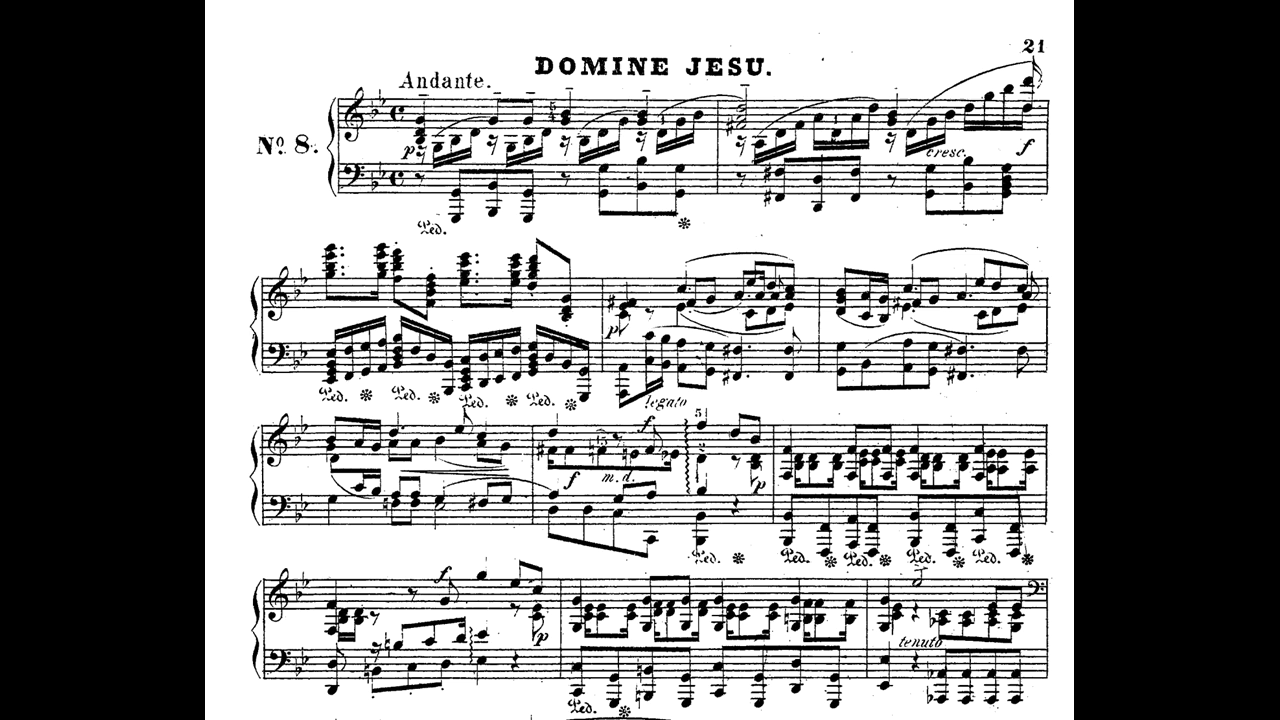 21
DOMINE JESU.
Andante.
Nº 8.
p cresc. f
Ped. *
p
Ped. * Ped. * Ped. * Ped. * legato
f
f m.d. p
Ped. * Ped. * Ped. * Ped. * Ped. *
f
p tenuto
Ped. *